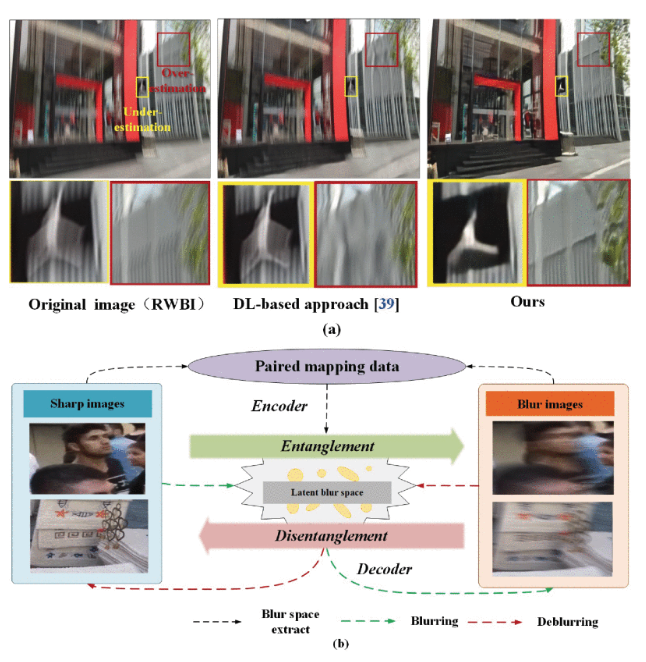 Over-
estimation
Under-
estimation
Original image（RWBI）
DL-based approach [39]
Ours
(a)
Paired mapping data
Sharp images
Encoder
Blur images
Entanglement
Latent blur space
Disentanglement
Decoder
Blur space
extract
Blurring
Deblurring
(b)